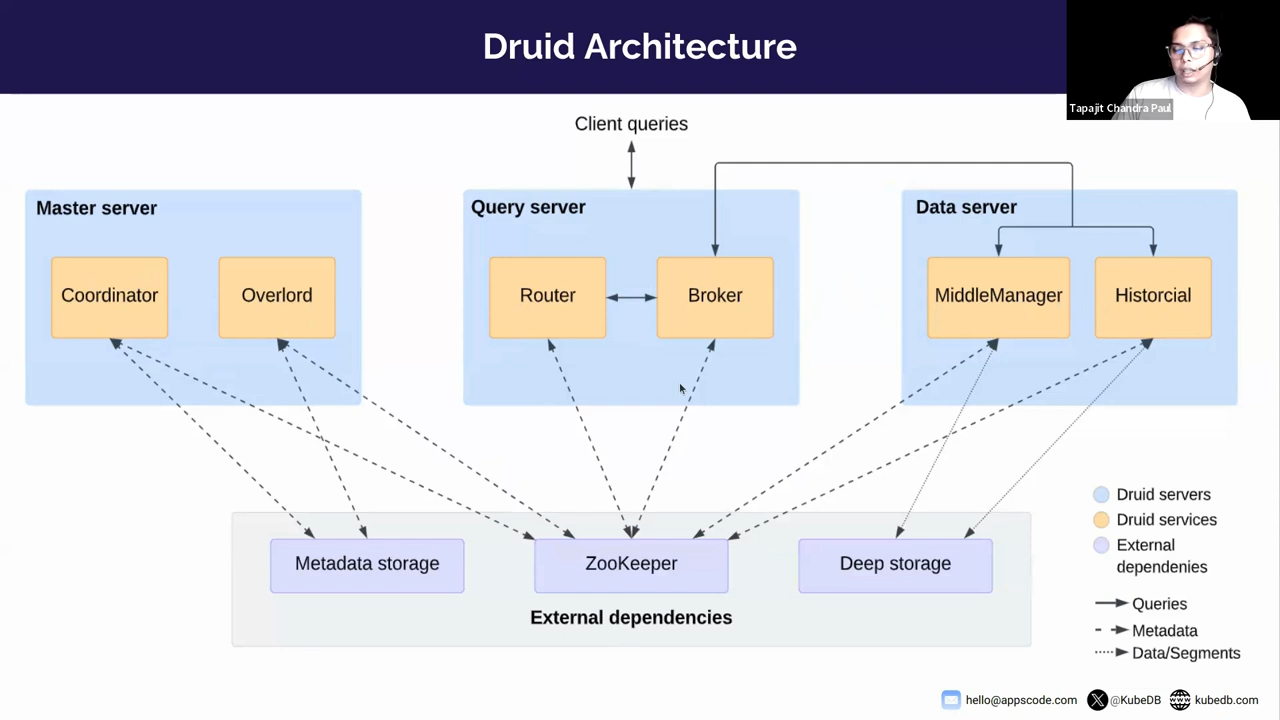 Druid Architecture
Tapajit Chandra Paul
Client queries
Master server
Query server
Data server
Coordinator
Overlord
Router
Broker
MiddleManager
Historcial
Metadata storage
ZooKeeper
Deep storage
External dependencies
Druid servers
Druid services
External
dependenies
Queries
Metadata
Data/Segments
hello@appscode.com
@KubeDB
kubedb.com